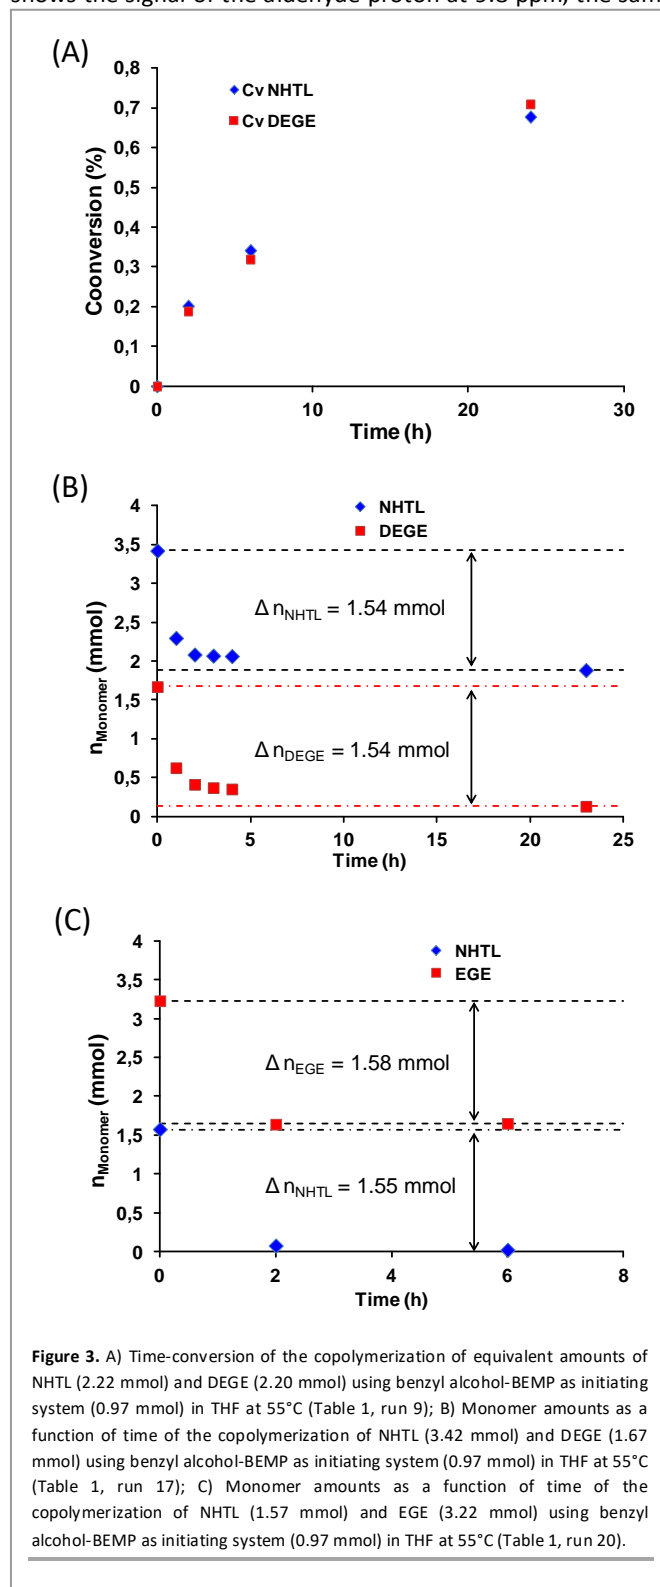 shows the signal of the aldehyde proton at 9.8 ppm, the sam
(A)
0,8
0,7
0,6
0,5
0,4
0,3
0,2
0,1
0
Coonversion (%)
Cv NHTL
Cv DEGE
0 10 20 30
Time (h)
(B)
4
3,5
3
2,5
2
1,5
1
0,5
0
nMonomer (mmol)
NHTL
DEGE
Δ nNHTL = 1.54 mmol
Δ nDEGE = 1.54 mmol
0 5 10 15 20 25
Time (h)
(C)
4
3,5
3
2,5
2
1,5
1
0,5
0
nMonomer (mmol)
NHTL
EGE
Δ nEGE = 1.58 mmol
Δ nNHTL = 1.55 mmol
0 2 4 6 8
Time (h)
Figure 3. A) Time-conversion of the copolymerization of equivalent amounts of
NHTL (2.22 mmol) and DEGE (2.20 mmol) using benzyl alcohol-BEMP as initiating
system (0.97 mmol) in THF at 55°C (Table 1, run 9); B) Monomer amounts as a
function of time of the copolymerization of NHTL (3.42 mmol) and DEGE (1.67
mmol) using benzyl alcohol-BEMP as initiating system (0.97 mmol) in THF at 55°C
(Table 1, run 17); C) Monomer amounts as a function of time of the
copolymerization of NHTL (1.57 mmol) and EGE (3.22 mmol) using benzyl
alcohol-BEMP as initiating system (0.97 mmol) in THF at 55°C (Table 1, run 20).